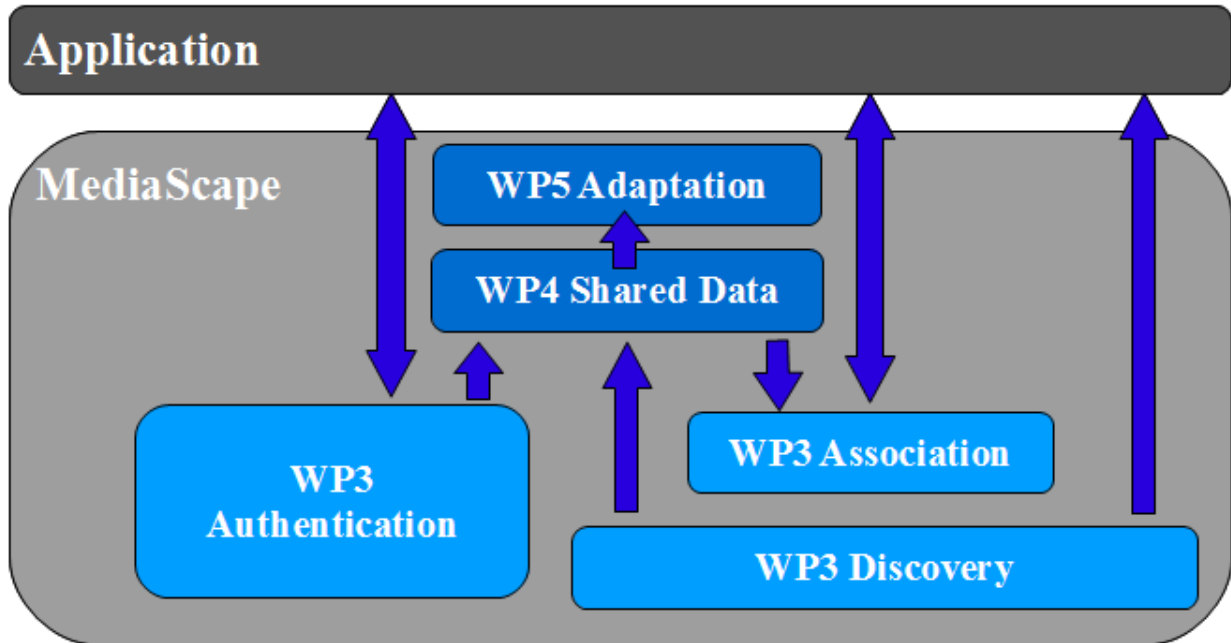 Application
MediaScape
WP5 Adaptation
WP4 Shared Data
WP3
Authentication
WP3 Association
WP3 Discovery